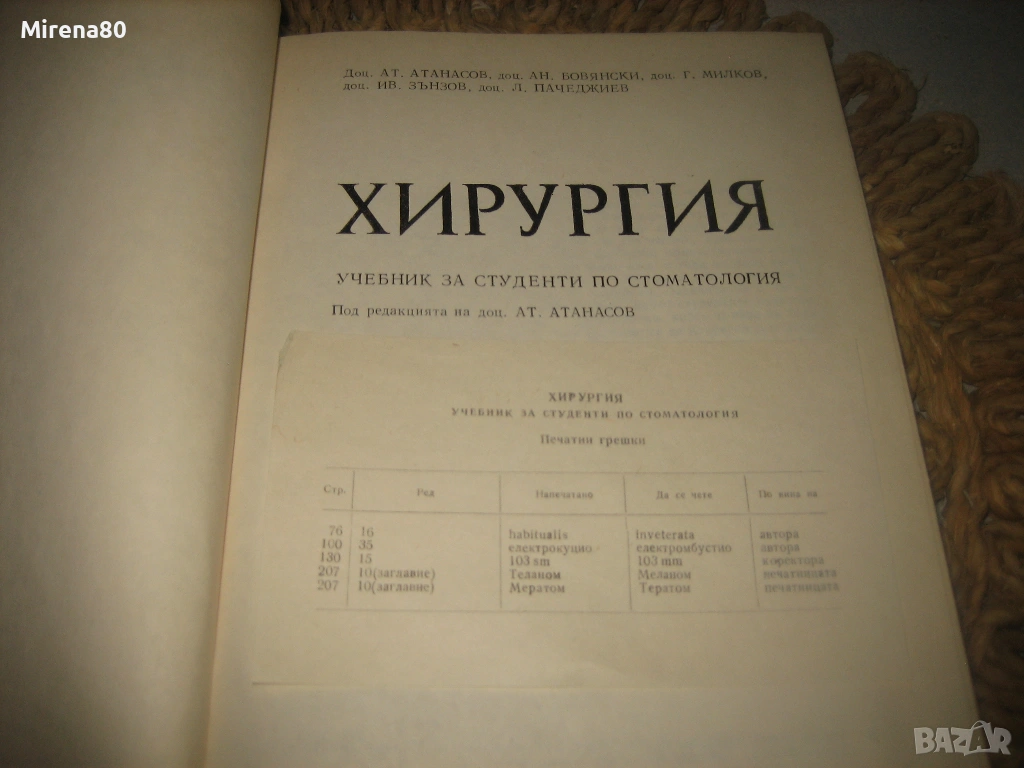 Mirena80
Доц. АТ. АТАНАСОВ, доц. АН. БОВЯНСКИ, доц. Г. МИЛКОВ,
доц. ИВ. ЗЪНЗОВ, доц. Л. ПАЧЕДЖИЕВ
ХИРУРГИЯ
УЧЕБНИК ЗА СТУДЕНТИ ПО СТОМАТОЛОГИЯ
Под редакцията на доц. АТ. АТАНАСОВ
ХИРУРГИЯ
УЧЕБНИК ЗА СТУДЕНТИ ПО СТОМАТОЛОГИЯ
Печатни грешки
Стр. Ред Напечатано Да се чете По вина на
76 16 habitualis inveterata автора
100 35 електрокуцио електромбустио автора
130 15 103 sm 103 mm коректора
207 10(заглавие) Теланом Меланом печатницата
207 10(заглавие) Мератом Тератом печатницата
BAZAR